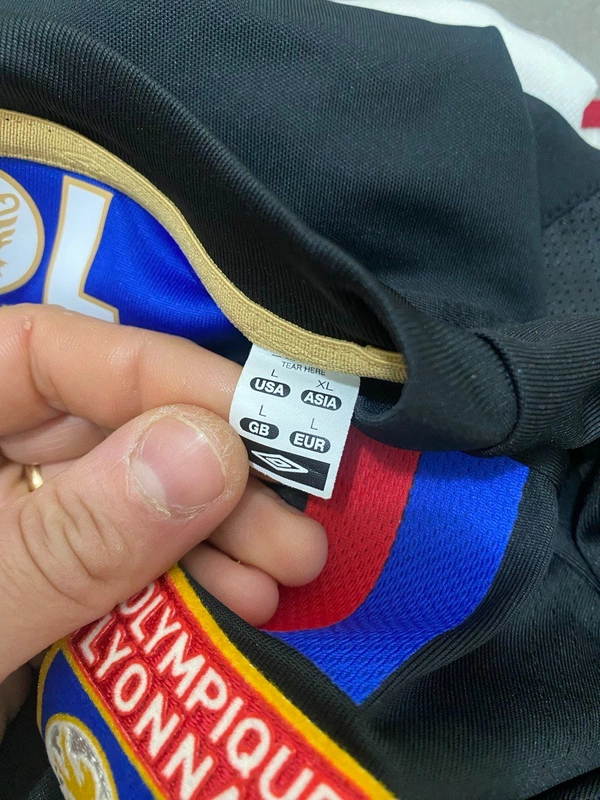 TEAR HERE
L XL
USA ASIA
L L
GB EUR
OLYMPIQUE
LYONNA